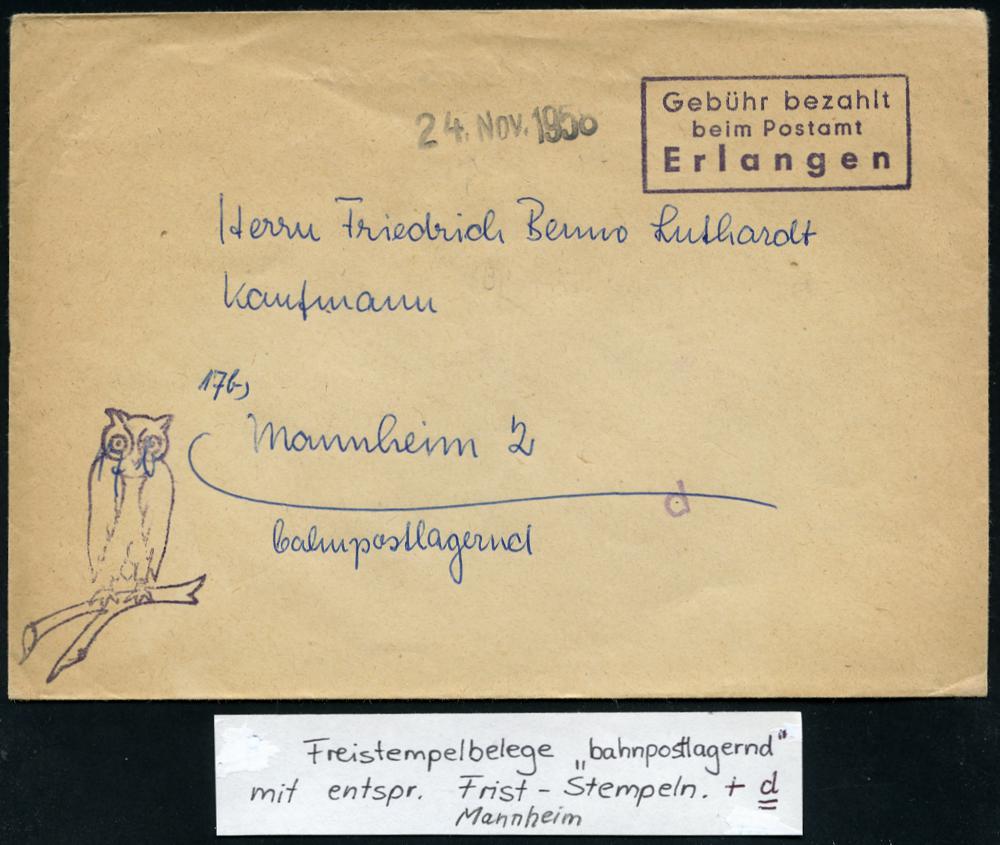 Gebühr bezahlt
beim Postamt
Erlangen
24. NOV. 1956
Herrn Friedrich Benno Luthardt
Kaufmann
17b,
Mannheim 2
d
bahnpostlagernd
Freistempelbelege „bahnpostlagernd"
mit entspr. Frist-Stempeln. + d
Mannheim